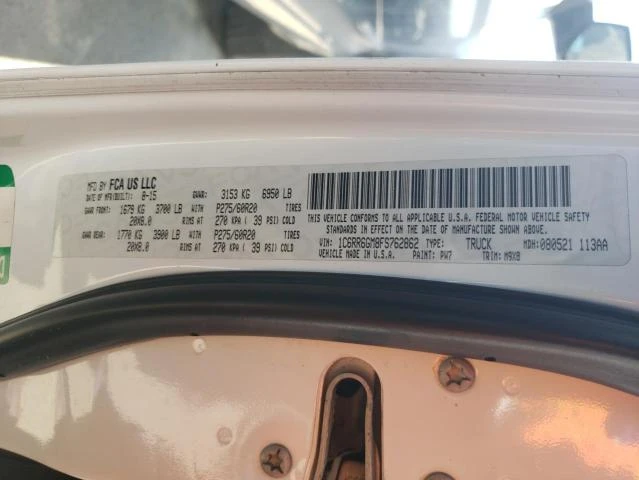 MFD BY FCA US LLC
DATE OF MFR(BUILT): 8-15 GVWR: 3153 KG 6950 LB
GAWR FRONT: 1679 KG 3700 LB WITH P275/60R20 TIRES
20X8.0 RIMS AT 270 KPA ( 39 PSI) COLD
GAWR REAR: 1770 KG 3900 LB WITH P275/60R20 TIRES
20X8.0 RIMS AT 270 KPA ( 39 PSI) COLD
THIS VEHICLE CONFORMS TO ALL APPLICABLE U.S.A. FEDERAL MOTOR VEHICLE SAFETY
STANDARDS IN EFFECT ON THE DATE OF MANUFACTURE SHOWN ABOVE.
VIN: 1C6RR6GM8FS762862 TYPE: TRUCK MDH: 080521 113AA
VEHICLE MADE IN U.S.A. PAINT: PW7 TRIM: M9X8